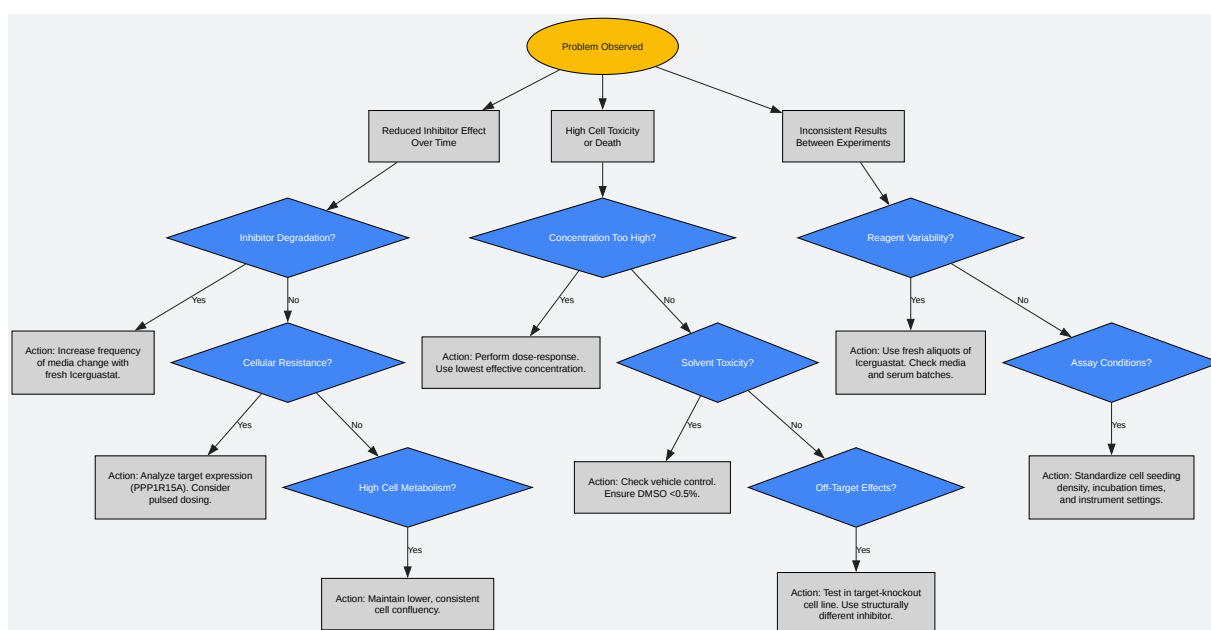 Problem Observed
Reduced Inhibitor Effect
Over Time
High Cell Toxicity
or Death
Inconsistent Results
Between Experiments
Inhibitor Degradation?
Concentration Too High?
Reagent Variability?
Yes
No
Yes
No
Yes
No
Action: Increase frequency
of media change with
fresh Icerguastat.
Cellular Resistance?
Action: Perform dose-response.
Use lowest effective concentration.
Solvent Toxicity?
Action: Use fresh aliquots of
Icerguastat. Check media
and serum batches.
Assay Conditions?
Yes
No
Yes
No
Yes
Action: Analyze target expression
(PPP1R15A). Consider
pulsed dosing.
High Cell Metabolism?
Action: Check vehicle control.
Ensure DMSO <0.5%.
Off-Target Effects?
Action: Standardize cell seeding
density, incubation times,
and instrument settings.
Yes
Yes
Action: Maintain lower, consistent
cell confluency.
Action: Test in target-knockout
cell line. Use structurally
different inhibitor.